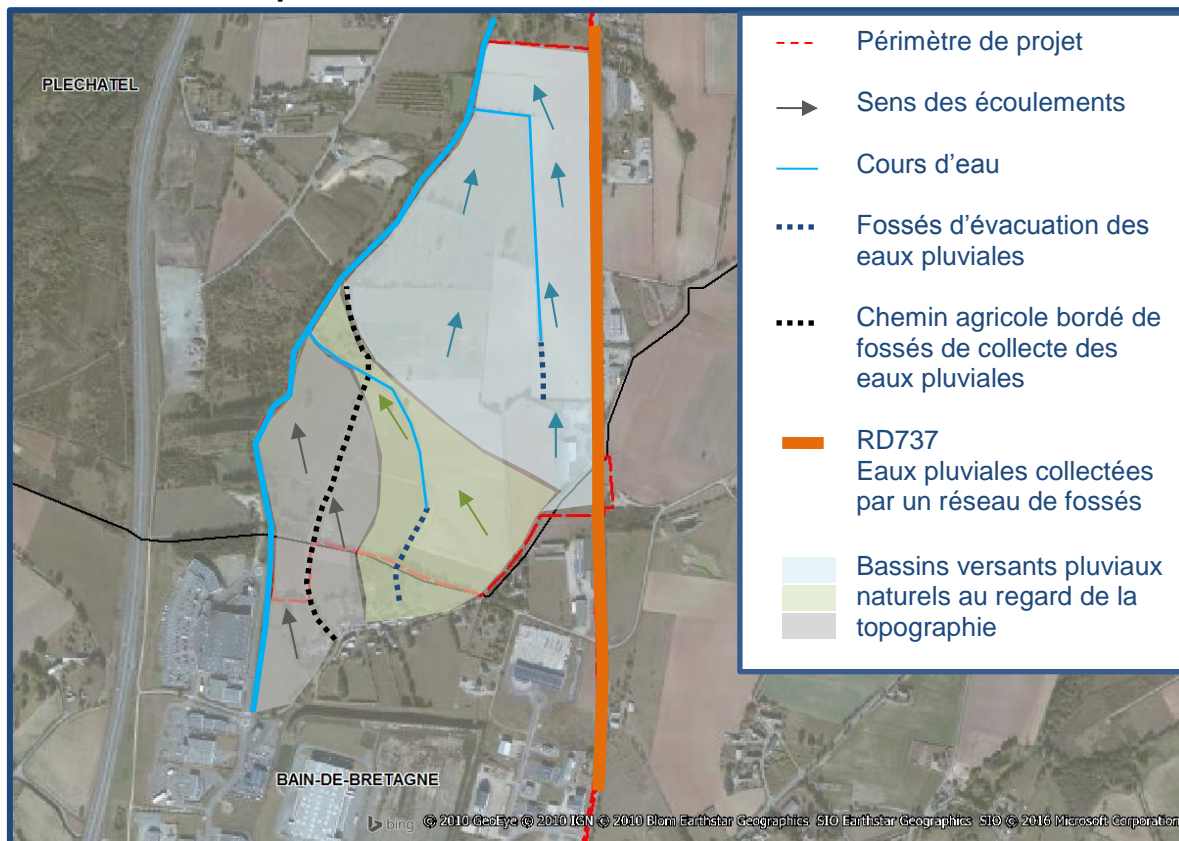 PLECHATEL
BAIN-DE-BRETAGNE
bing © 2010 GeoEye © 2010 IGN © 2010 Blom Earthstar Geographics SIO Earthstar Geographics SIO © 2016 Microsoft Corporation
Périmètre de projet
Sens des écoulements
Cours d'eau
Fossés d'évacuation des
eaux pluviales
Chemin agricole bordé de
fossés de collecte des
eaux pluviales
RD737
Eaux pluviales collectées
par un réseau de fossés
Bassins versants pluviaux
naturels au regard de la
topographie